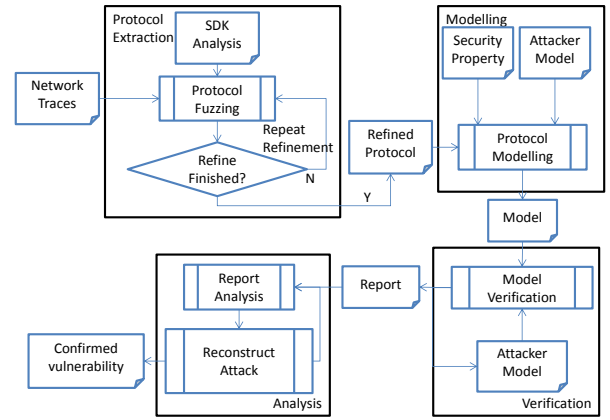 Protocol
Extraction
SDK
Analysis
Network
Traces
Protocol
Fuzzing
Repeat
Refinement
Refine
Finished?
N
Y
Refined
Protocol
Modelling
Security
Property
Attacker
Model
Protocol
Modelling
Model
Model
Verification
Attacker
Model
Verification
Report
Report
Analysis
Reconstruct
Attack
Analysis
Confirmed
vulnerability